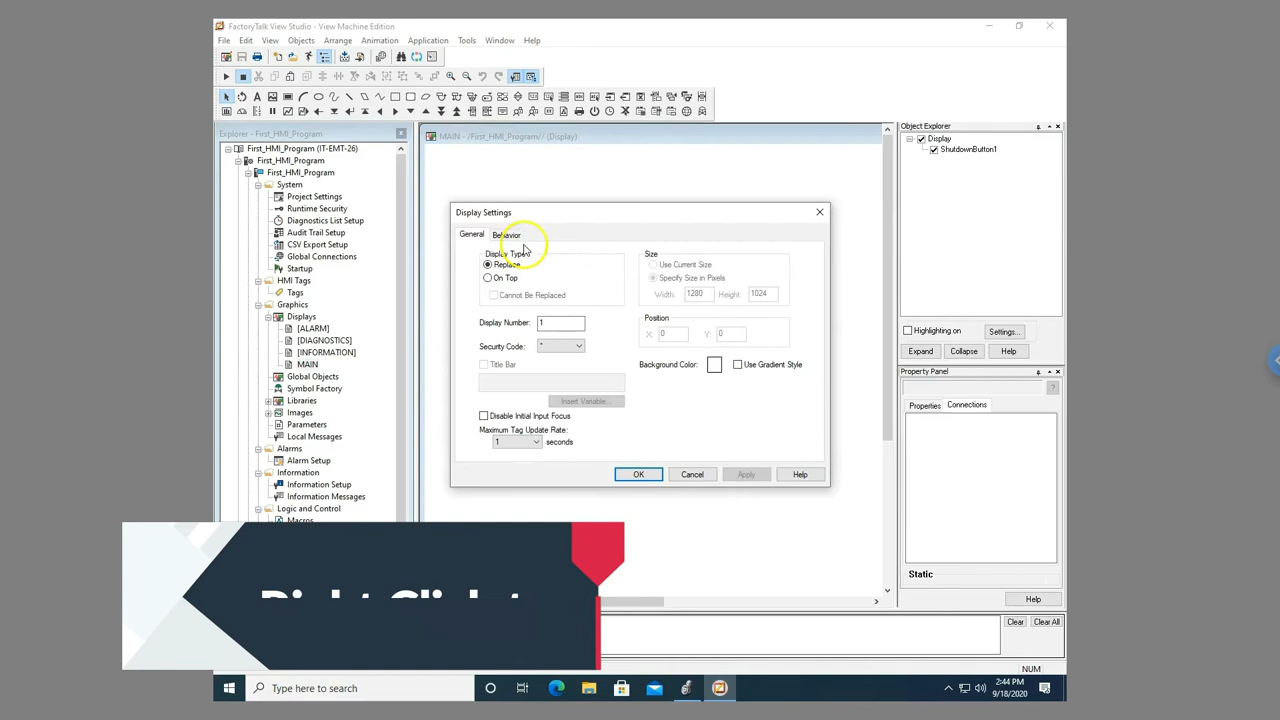 FactoryTalk View Studio - View Machine Edition
File Edit View Objects Arrange Animation Application Tools Window Help
Explorer - First_HMI_Program
First_HMI_Program (IT-EMT-26)
First_HMI_Program
First_HMI_Program
System
Project Settings
Runtime Security
Diagnostics List Setup
Audit Trail Setup
CSV Export Setup
Global Connections
Startup
HMI Tags
Tags
Graphics
Displays
[ALARM]
[DIAGNOSTICS]
[INFORMATION]
MAIN
Global Objects
Symbol Factory
Libraries
Images
Parameters
Local Messages
Alarms
Alarm Setup
Information
Information Setup
Information Messages
Logic and Control
Macros
MAIN - /First_HMI_Program// (Display)
Display Settings
General Behavior
Display Type
Replace
On Top
Cannot Be Replaced
Display Number: 1
Security Code: *
Title Bar
Insert Variable...
Disable Initial Input Focus
Maximum Tag Update Rate:
1 seconds
Size
Use Current Size
Specify Size in Pixels
Width: 1280 Height: 1024
Position
X: 0 Y: 0
Background Color: Use Gradient Style
OK Cancel Apply Help
Object Explorer
Display
ShutdownButton1
Highlighting on Settings...
Expand Collapse Help
Property Panel
?
Properties Connections
Static
Help
Clear Clear All
NUM
Right Click t
Type here to search
2:44 PM
9/18/2020